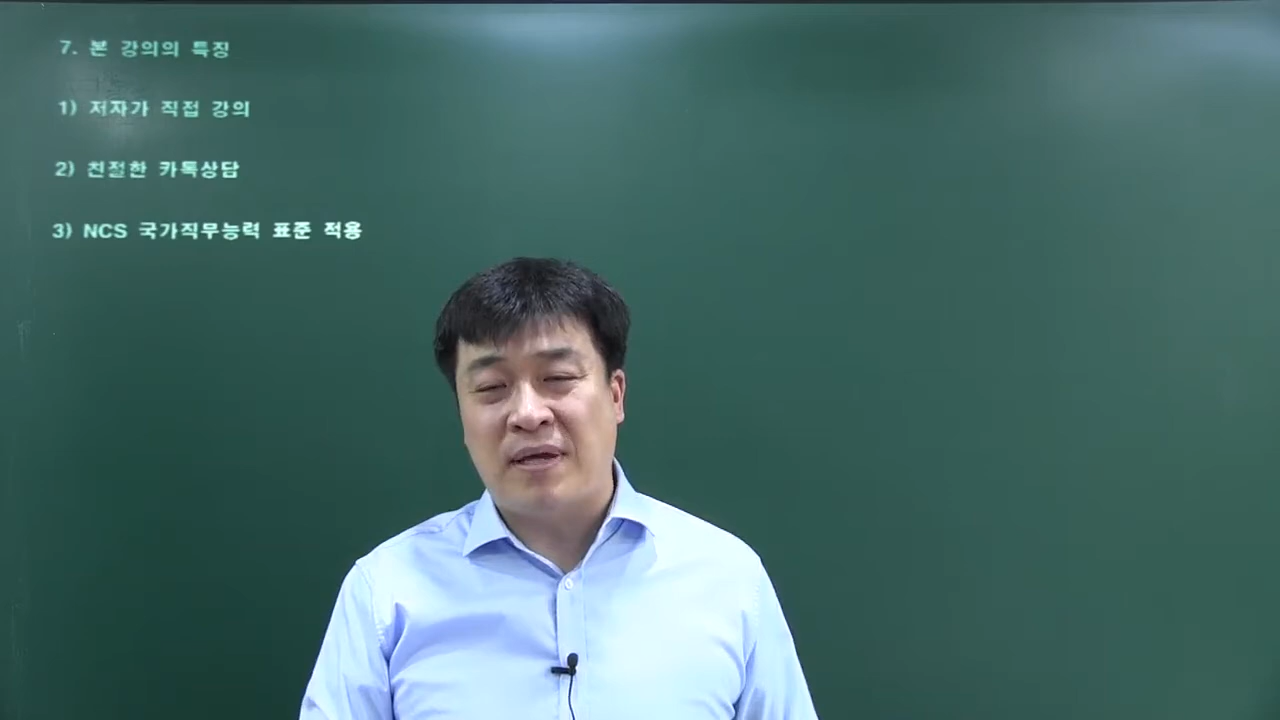 7. 본 강의의 특징
1) 저자가 직접 강의
2) 친절한 카톡상담
3) NCS 국가직무능력 표준 적용